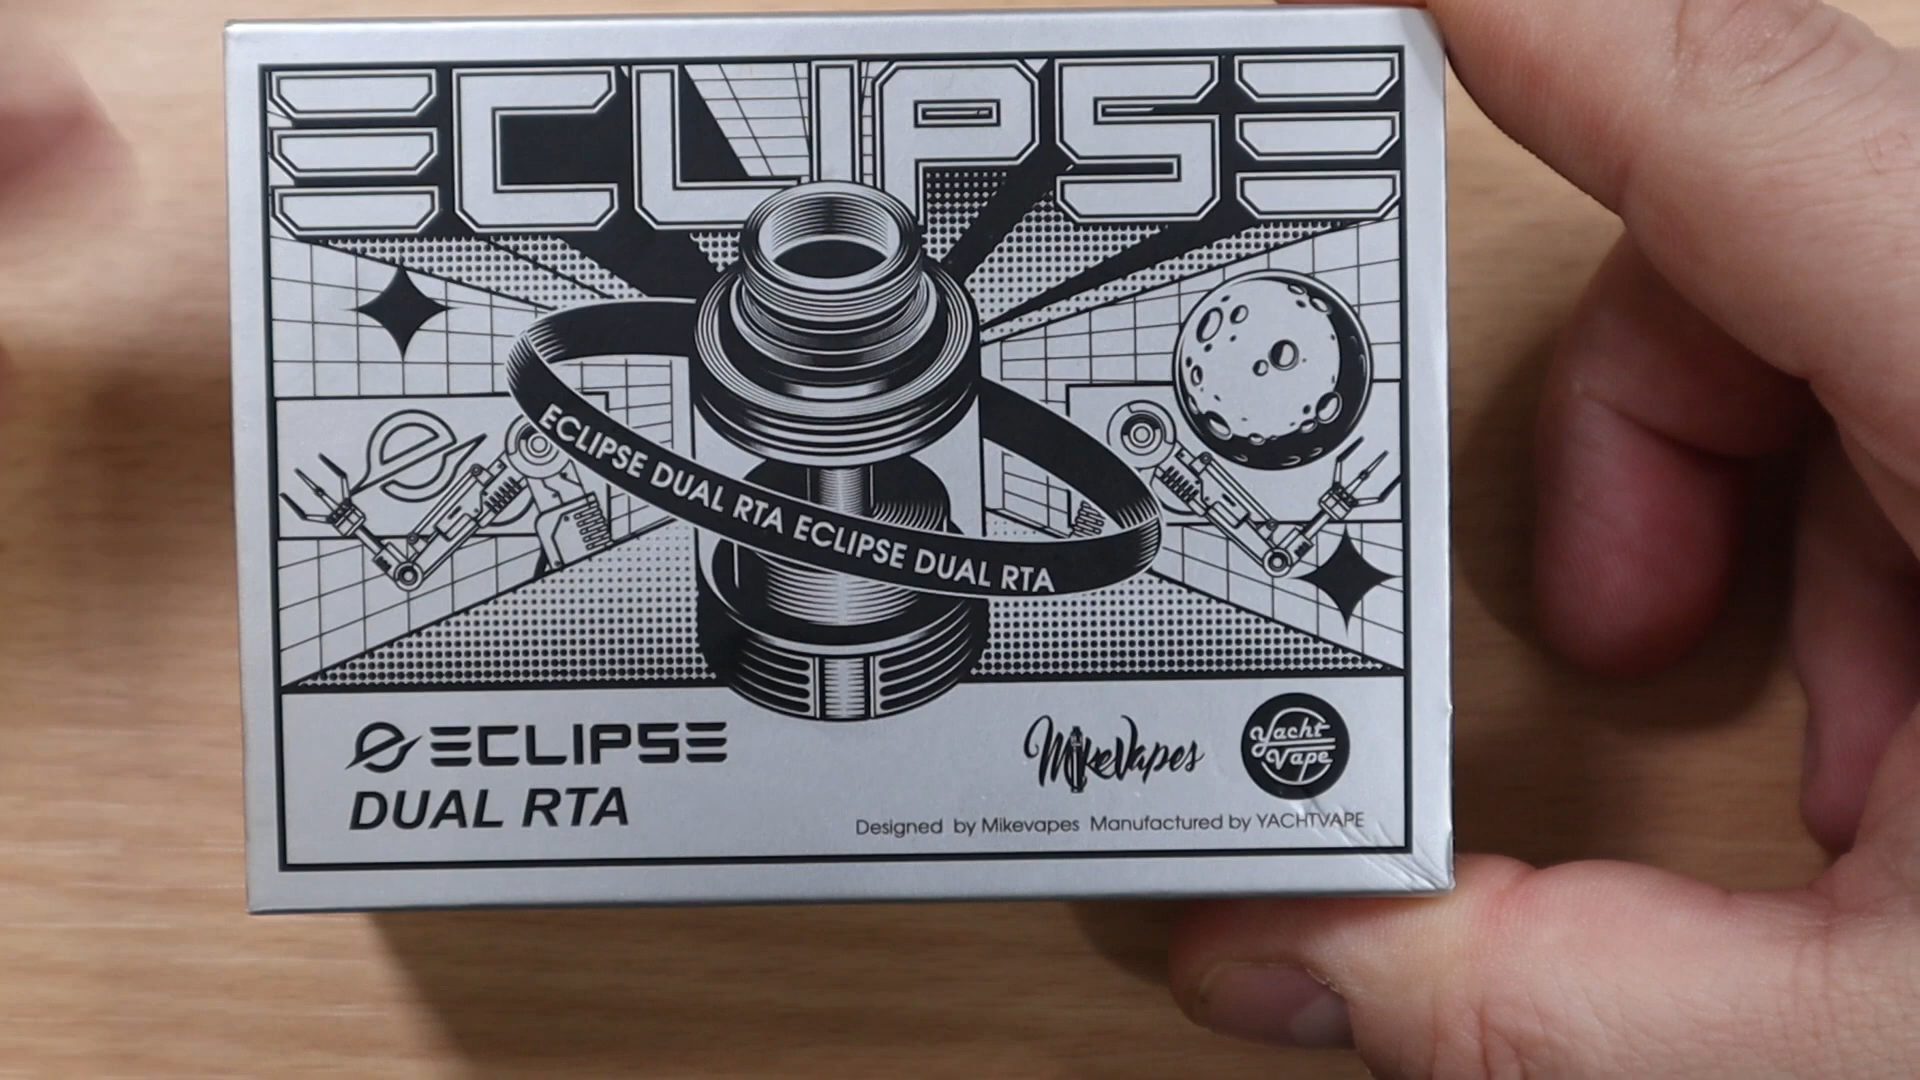 ECLIPSE
ECLIPSE DUAL RTA ECLIPSE DUAL RTA
ECLIPSE
DUAL RTA
MikeVapes
Yacht
Vape
Designed by Mikevapes Manufactured by YACHTVAPE